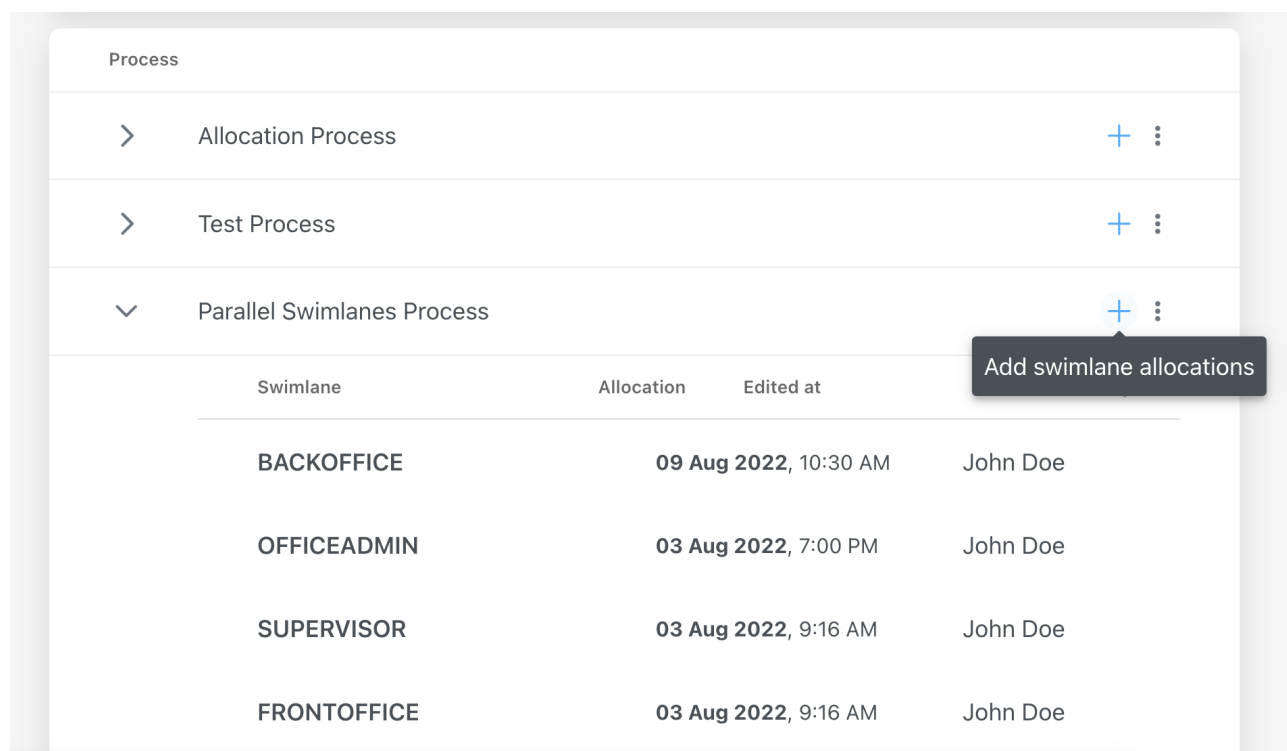 Process
Allocation Process
Test Process
Parallel Swimlanes Process
Add swimlane allocations
Swimlane Allocation Edited at
BACKOFFICE 09 Aug 2022, 10:30 AM John Doe
OFFICEADMIN 03 Aug 2022, 7:00 PM John Doe
SUPERVISOR 03 Aug 2022, 9:16 AM John Doe
FRONTOFFICE 03 Aug 2022, 9:16 AM John Doe